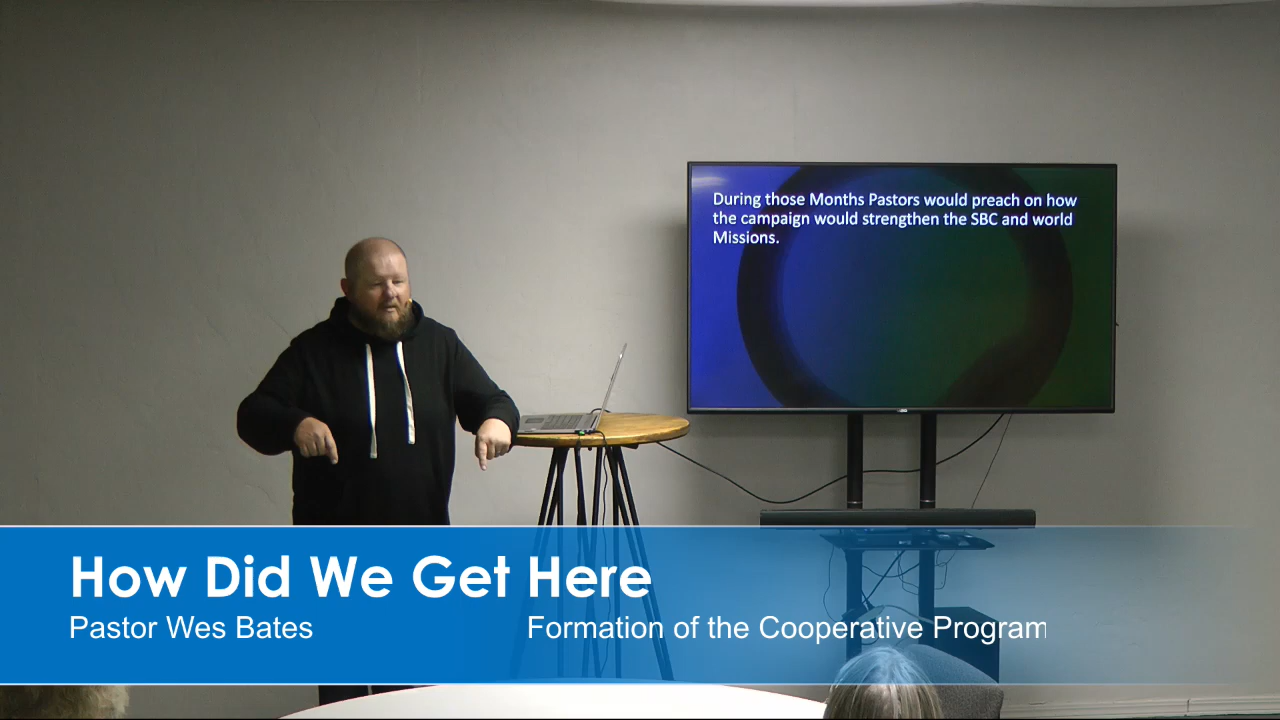 During those Months Pastors would preach on how
the campaign would strengthen the SBC and world
Missions.
How Did We Get Here
Pastor Wes Bates
Formation of the Cooperative Program